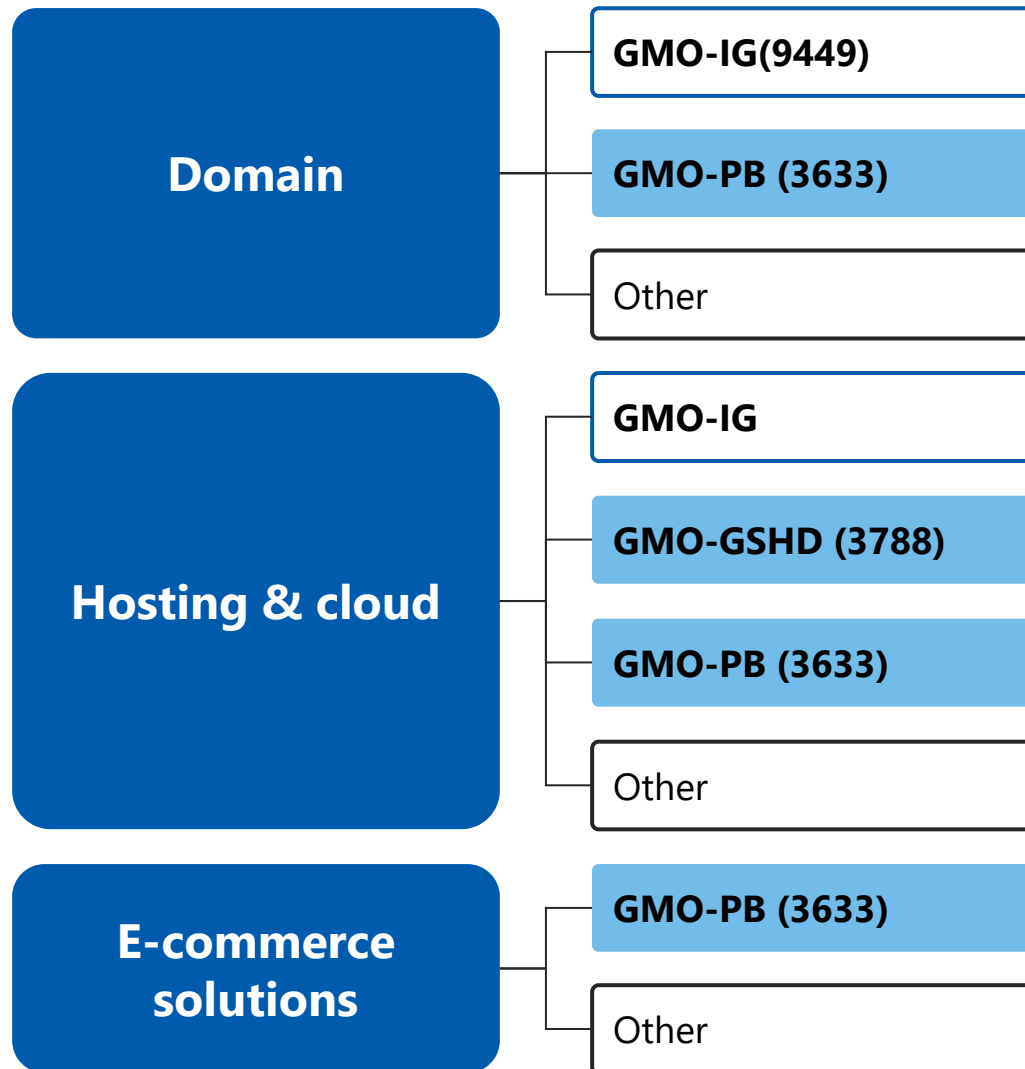 Domain
GMO-IG(9449)
GMO-PB (3633)
Other
Hosting & cloud
GMO-IG
GMO-GSHD (3788)
GMO-PB (3633)
Other
E-commerce
solutions
GMO-PB (3633)
Other